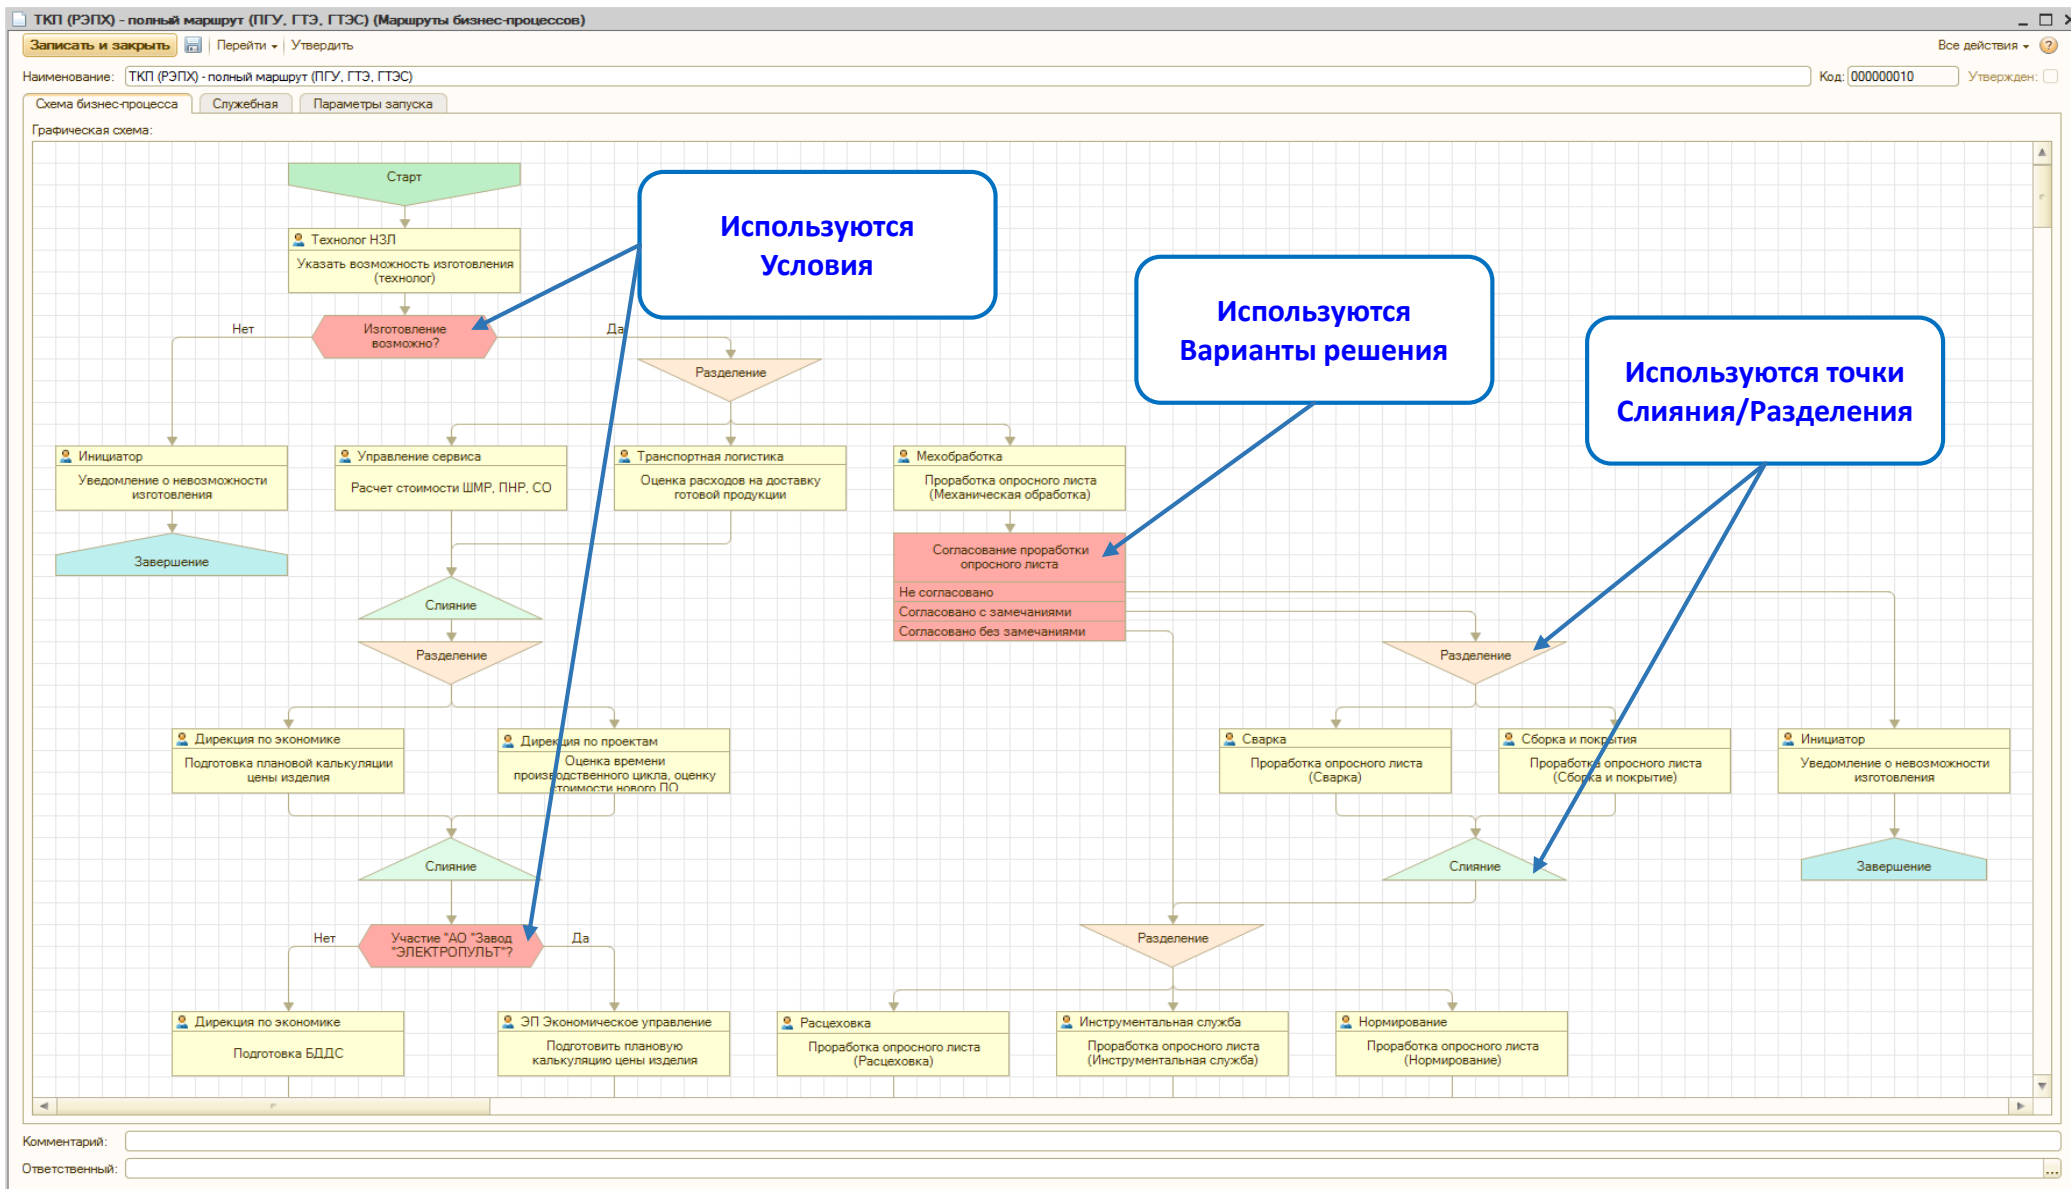 ТКП (РЭПХ) - полный маршрут (ПГУ, ГТЭ, ГТЭС) (Маршруты бизнес-процессов)
Записать и закрыть
Перейти
Утвердить
Все действия
Наименование:
ТКП (РЭПХ) - полный маршрут (ПГУ, ГТЭ, ГТЭС)
Код:
000000010
Утвержден:
Схема бизнес-процесса
Служебная
Параметры запуска
Графическая схема:
Старт
Используются
Условия
Технолог НЗЛ
Указать возможность изготовления
(технолог)
Используются
Варианты решения
Нет
Изготовление
возможно?
Да
Разделение
Используются точки
Слияния/Разделения
Инициатор
Уведомление о невозможности
изготовления
Управление сервиса
Расчет стоимости ШМР, ПНР, СО
Транспортная логистика
Оценка расходов на доставку
готовой продукции
Мехобработка
Проработка опросного листа
(Механическая обработка)
Завершение
Согласование проработки
опросного листа
Не согласовано
Согласовано с замечаниями
Согласовано без замечаниями
Слияние
Разделение
Разделение
Дирекция по экономике
Подготовка плановой калькуляции
цены изделия
Дирекция по проектам
Оценка времени
производственного цикла, оценку
стоимости нового ПО
Сварка
Проработка опросного листа
(Сварка)
Сборка и покрытия
Проработка опросного листа
(Сборка и покрытие)
Инициатор
Уведомление о невозможности
изготовления
Слияние
Слияние
Завершение
Нет
Участие "АО "Завод
"ЭЛЕКТРОПУЛЬТ"?
Да
Разделение
Дирекция по экономике
Подготовка БДДС
ЭП Экономическое управление
Подготовить плановую
калькуляцию цены изделия
Расцеховка
Проработка опросного листа
(Расцеховка)
Инструментальная служба
Проработка опросного листа
(Инструментальная служба)
Нормирование
Проработка опросного листа
(Нормирование)
Комментарий:
Ответственный:
...